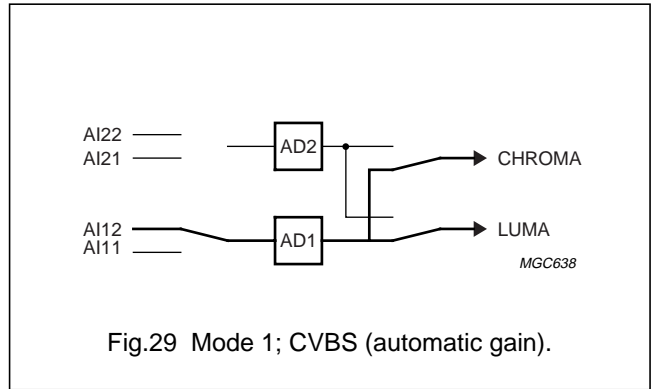 AI22
AI21
AD2
CHROMA
AI12
AI11
AD1
LUMA
MGC638
Fig.29 Mode 1; CVBS (automatic gain).